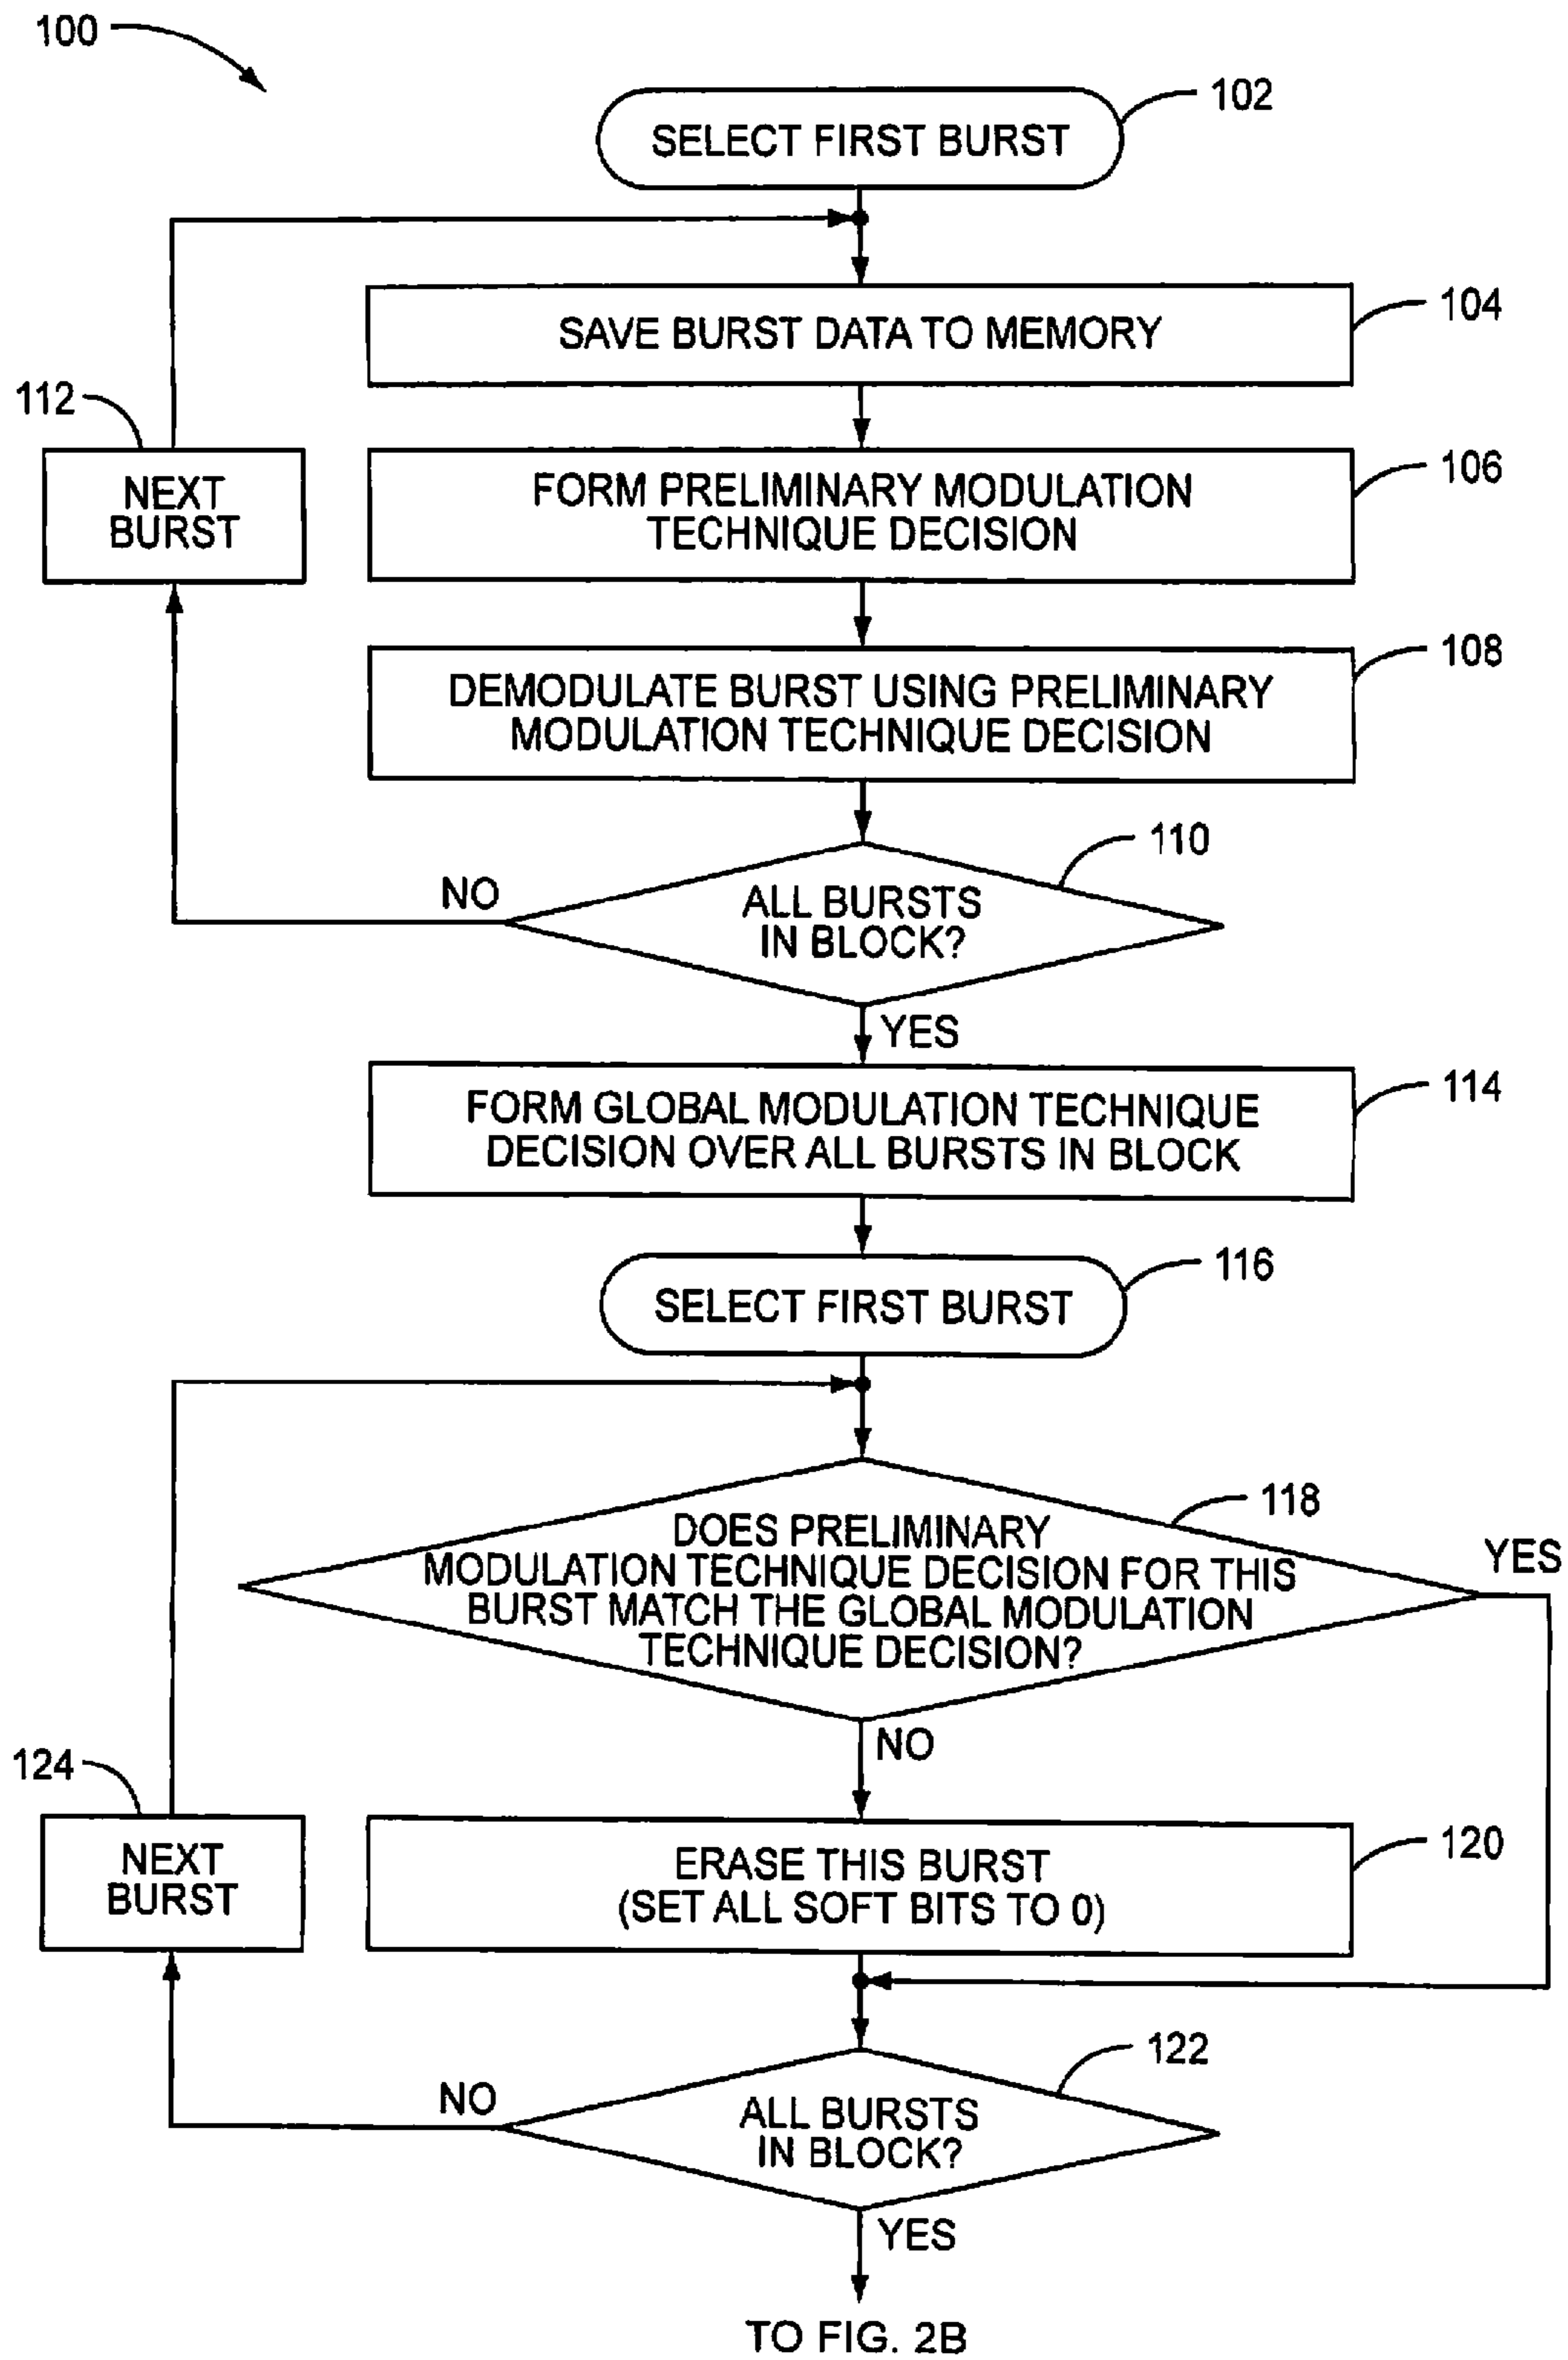 100
102
SELECT FIRST BURST
104
SAVE BURST DATA TO MEMORY
112
NEXT
BURST
106
FORM PRELIMINARY MODULATION
TECHNIQUE DECISION
108
DEMODULATE BURST USING PRELIMINARY
MODULATION TECHNIQUE DECISION
110
NO
ALL BURSTS
IN BLOCK?
YES
114
FORM GLOBAL MODULATION TECHNIQUE
DECISION OVER ALL BURSTS IN BLOCK
116
SELECT FIRST BURST
118
DOES PRELIMINARY
MODULATION TECHNIQUE DECISION FOR THIS
BURST MATCH THE GLOBAL MODULATION
TECHNIQUE DECISION?
YES
NO
124
NEXT
BURST
120
ERASE THIS BURST
(SET ALL SOFT BITS TO 0)
122
NO
ALL BURSTS
IN BLOCK?
YES
TO FIG. 2B